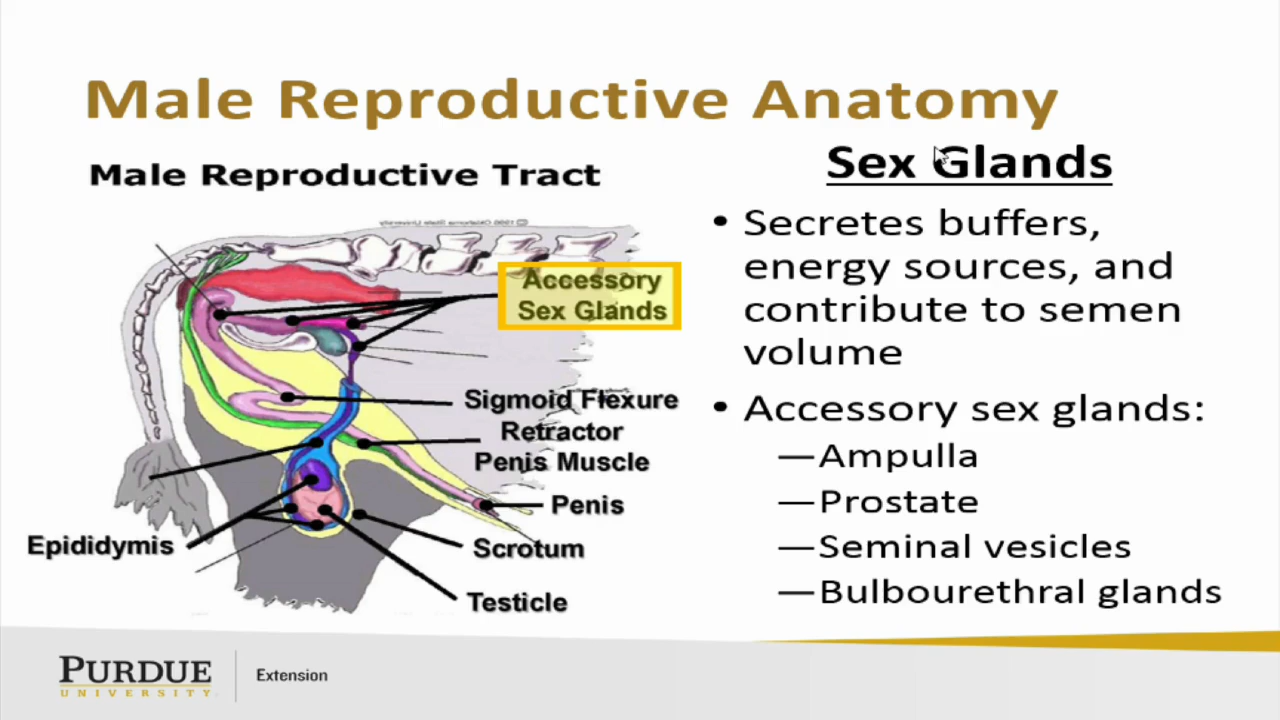 Male Reproductive Anatomy
Male Reproductive Tract
Accessory
Sex Glands
Sigmoid Flexure
Retractor
Penis Muscle
Penis
Epididymis
Scrotum
Testicle
Sex Glands
• Secretes buffers,
energy sources, and
contribute to semen
volume
• Accessory sex glands:
—Ampulla
—Prostate
—Seminal vesicles
—Bulbourethral glands
PURDUE
UNIVERSITY
Extension